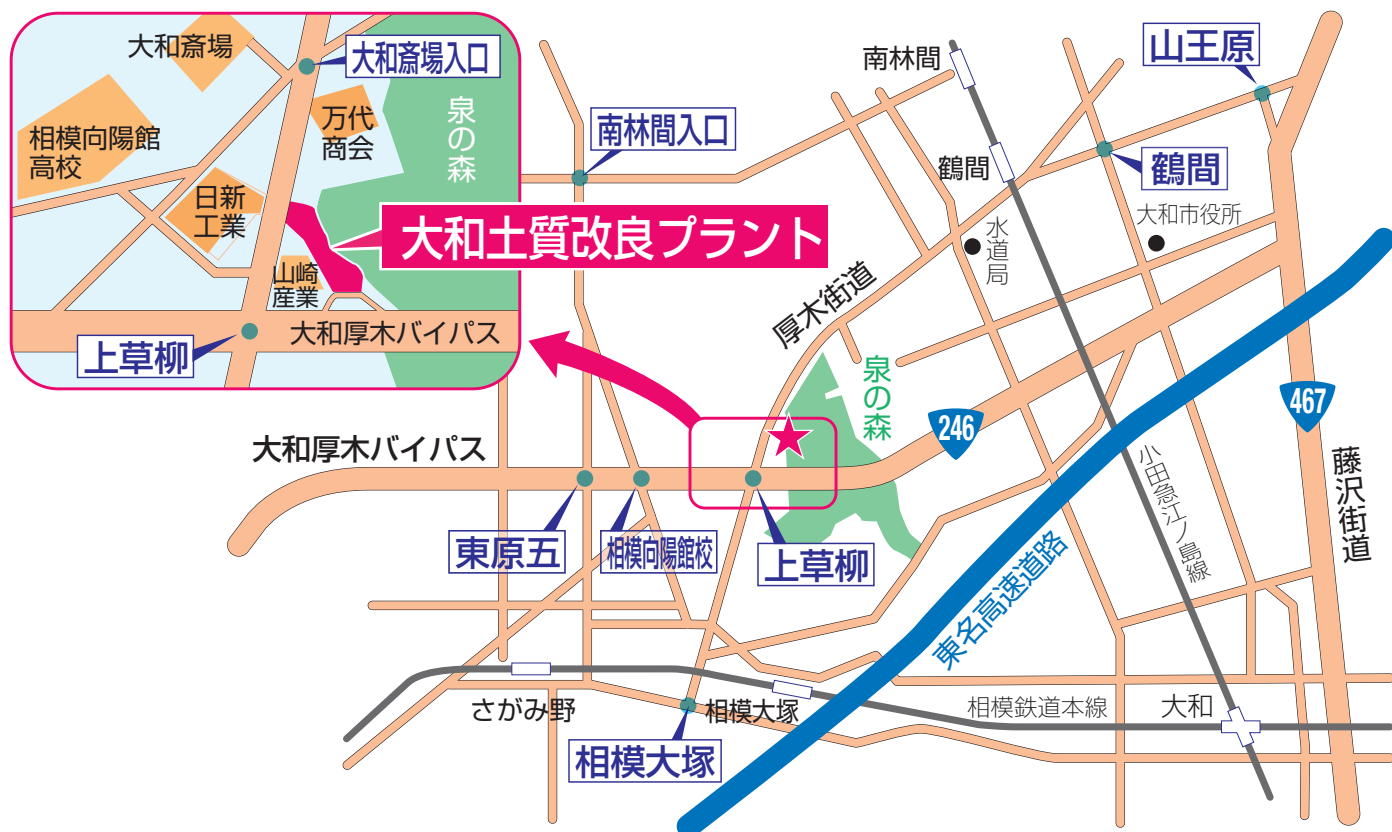 大和斎場
大和斎場入口
相模向陽館
高校
万代
商会
泉の森
日新
工業
大和土質改良プラント
山崎
産業
大和厚木バイパス
上草柳
南林間
山王原
南林間入口
鶴間
鶴間
大和市役所
水道局
厚木街道
泉の森
246
467
大和厚木バイパス
小田急江ノ島線
藤沢街道
東原五
相模向陽館校
上草柳
東名高速道路
さがみ野
相模大塚
相模鉄道本線
大和
相模大塚